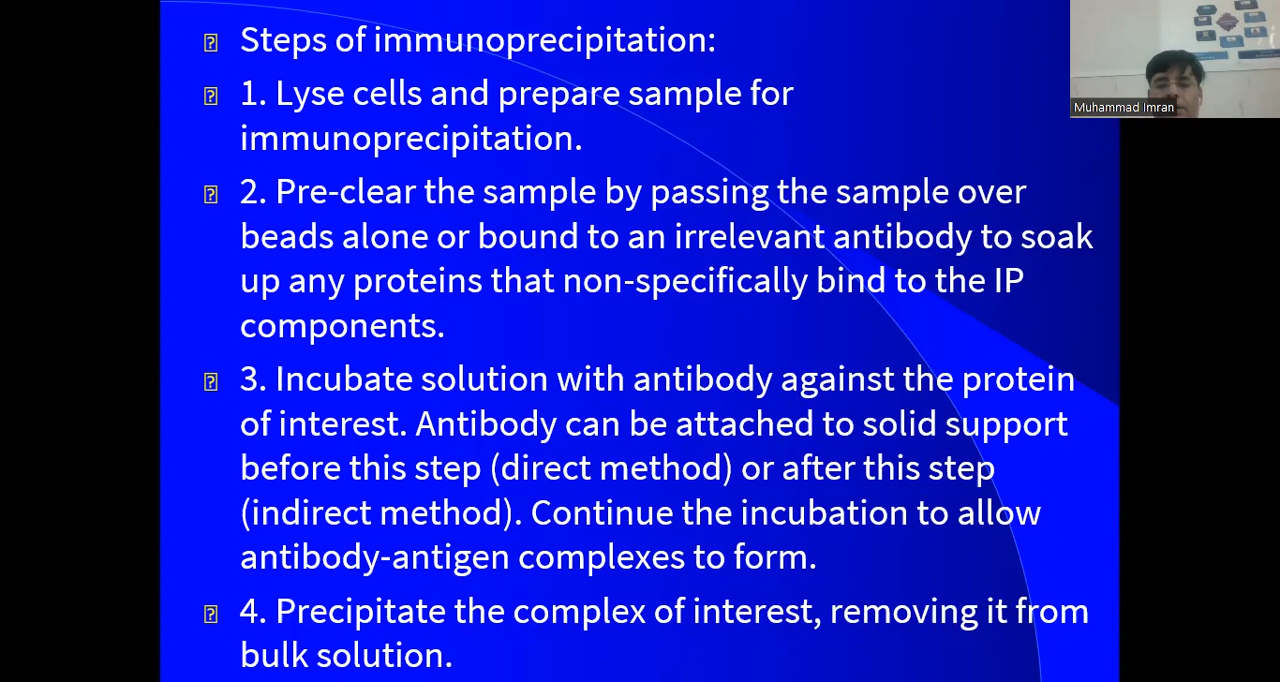 Steps of immunoprecipitation:
1. Lyse cells and prepare sample for
immunoprecipitation.
2. Pre-clear the sample by passing the sample over
beads alone or bound to an irrelevant antibody to soak
up any proteins that non-specifically bind to the IP
components.
3. Incubate solution with antibody against the protein
of interest. Antibody can be attached to solid support
before this step (direct method) or after this step
(indirect method). Continue the incubation to allow
antibody-antigen complexes to form.
4. Precipitate the complex of interest, removing it from
bulk solution.
Muhammad Imran